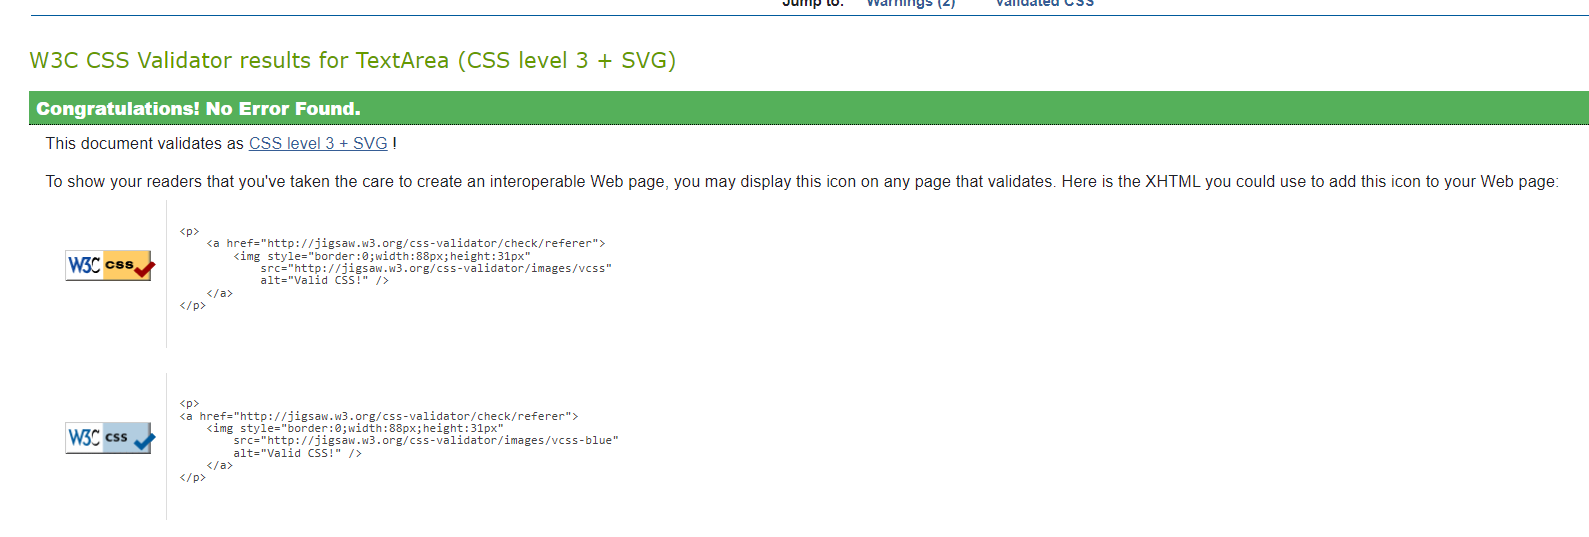 Jump to: Warnings (2) Validated CSS
W3C CSS Validator results for TextArea (CSS level 3 + SVG)
Congratulations! No Error Found.
This document validates as CSS level 3 + SVG !
To show your readers that you've taken the care to create an interoperable Web page, you may display this icon on any page that validates. Here is the XHTML you could use to add this icon to your Web page:
W3C css
<p>
<a href="http://jigsaw.w3.org/css-validator/check/referer">
<img style="border:0;width:88px;height:31px"
src="http://jigsaw.w3.org/css-validator/images/vcss"
alt="Valid CSS!" />
</a>
</p>
W3C css
<p>
<a href="http://jigsaw.w3.org/css-validator/check/referer">
<img style="border:0;width:88px;height:31px"
src="http://jigsaw.w3.org/css-validator/images/vcss-blue"
alt="Valid CSS!" />
</a>
</p>